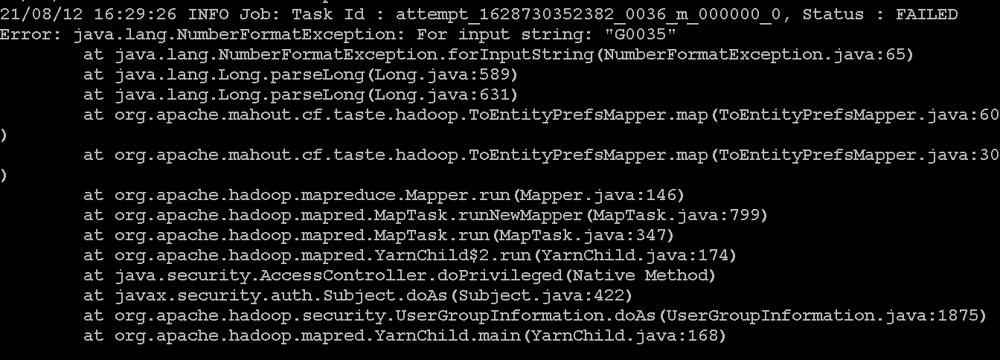 21/08/12 16:29:26 INFO Job: Task Id : attempt_1628730352382_0036_m_000000_0, Status : FAILED
Error: java.lang.NumberFormatException: For input string: "G0035"
        at java.lang.NumberFormatException.forInputString(NumberFormatException.java:65)
        at java.lang.Long.parseLong(Long.java:589)
        at java.lang.Long.parseLong(Long.java:631)
        at org.apache.mahout.cf.taste.hadoop.ToEntityPrefsMapper.map(ToEntityPrefsMapper.java:60
)
        at org.apache.mahout.cf.taste.hadoop.ToEntityPrefsMapper.map(ToEntityPrefsMapper.java:30
)
        at org.apache.hadoop.mapreduce.Mapper.run(Mapper.java:146)
        at org.apache.hadoop.mapred.MapTask.runNewMapper(MapTask.java:799)
        at org.apache.hadoop.mapred.MapTask.run(MapTask.java:347)
        at org.apache.hadoop.mapred.YarnChild$2.run(YarnChild.java:174)
        at java.security.AccessController.doPrivileged(Native Method)
        at javax.security.auth.Subject.doAs(Subject.java:422)
        at org.apache.hadoop.security.UserGroupInformation.doAs(UserGroupInformation.java:1875)
        at org.apache.hadoop.mapred.YarnChild.main(YarnChild.java:168)